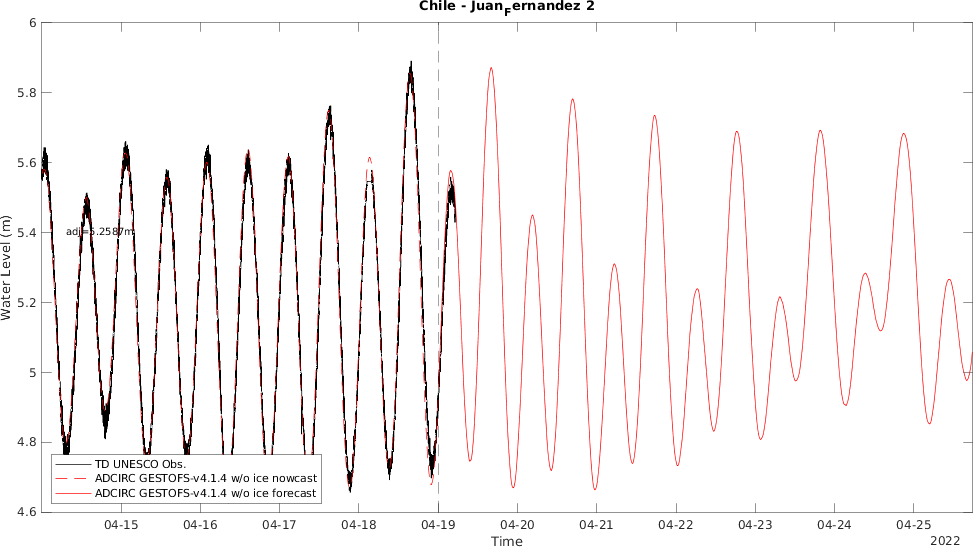 Chile - Juan_Fernandez 2
6
5.8
5.6
5.4
5.2
5
4.8
4.6
Water Level (m)
adj=5.2587m
TD UNESCO Obs.
ADCIRC GESTOFS-v4.1.4 w/o ice nowcast
ADCIRC GESTOFS-v4.1.4 w/o ice forecast
04-15 04-16 04-17 04-18 04-19 04-20 04-21 04-22 04-23 04-24 04-25
Time
2022